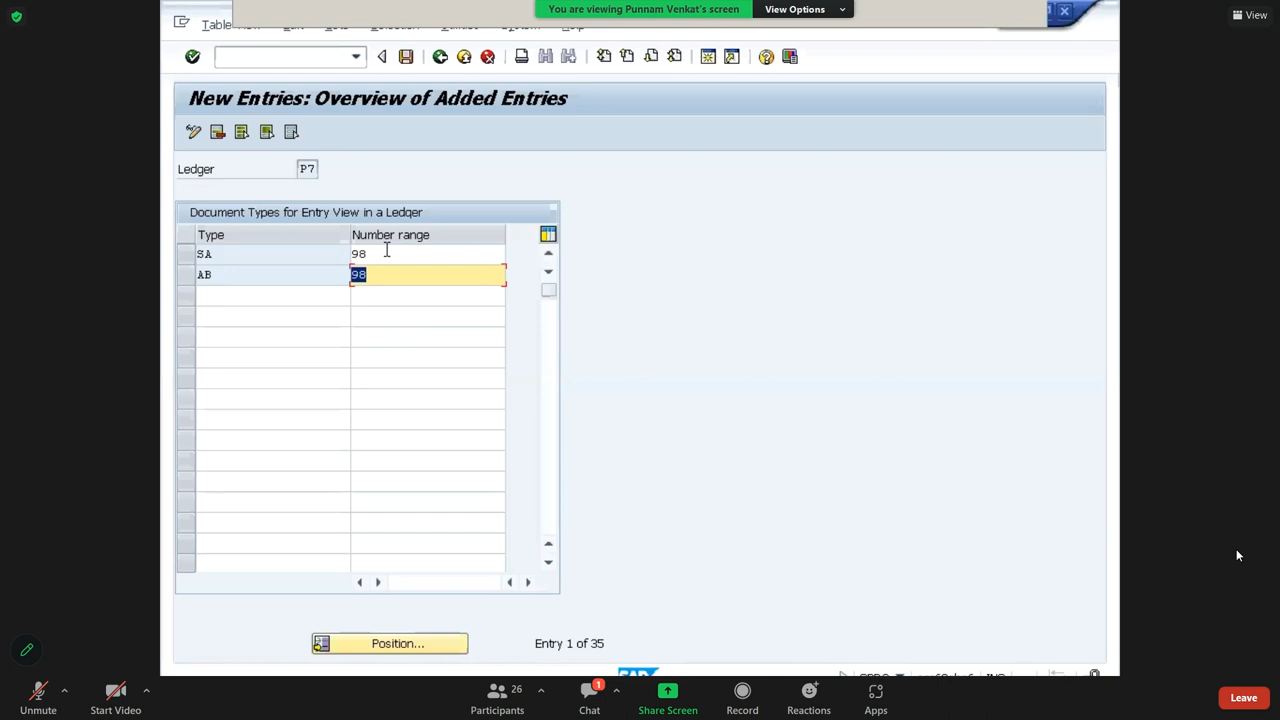 You are viewing Punnam Venkat's screen
View Options
View
New Entries: Overview of Added Entries
Ledger
P7
Document Types for Entry View in a Ledger
Type
Number range
SA
98
AB
98
Position...
Entry 1 of 35
SAP
Unmute
Start Video
26
Participants
1
Chat
Share Screen
Record
Reactions
Apps
Leave